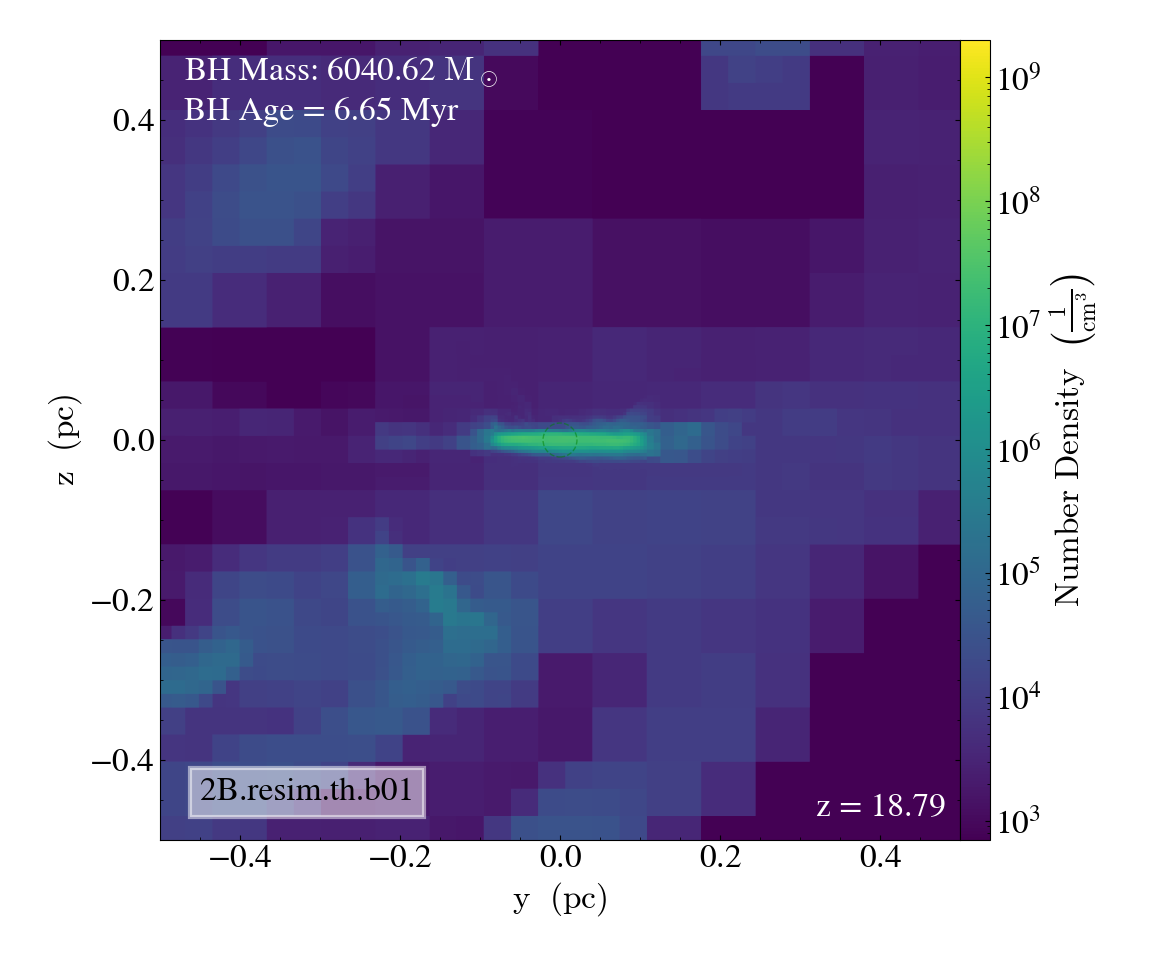 BH Mass: 6040.62 M☉
BH Age = 6.65 Myr
0.4
0.2
0.0
−0.2
−0.4
z (pc)
2B.resim.th.b01
z = 18.79
−0.4 −0.2 0.0 0.2 0.4
y (pc)
10⁹
10⁸
10⁷
10⁶
10⁵
10⁴
10³
Number Density (1/cm³)